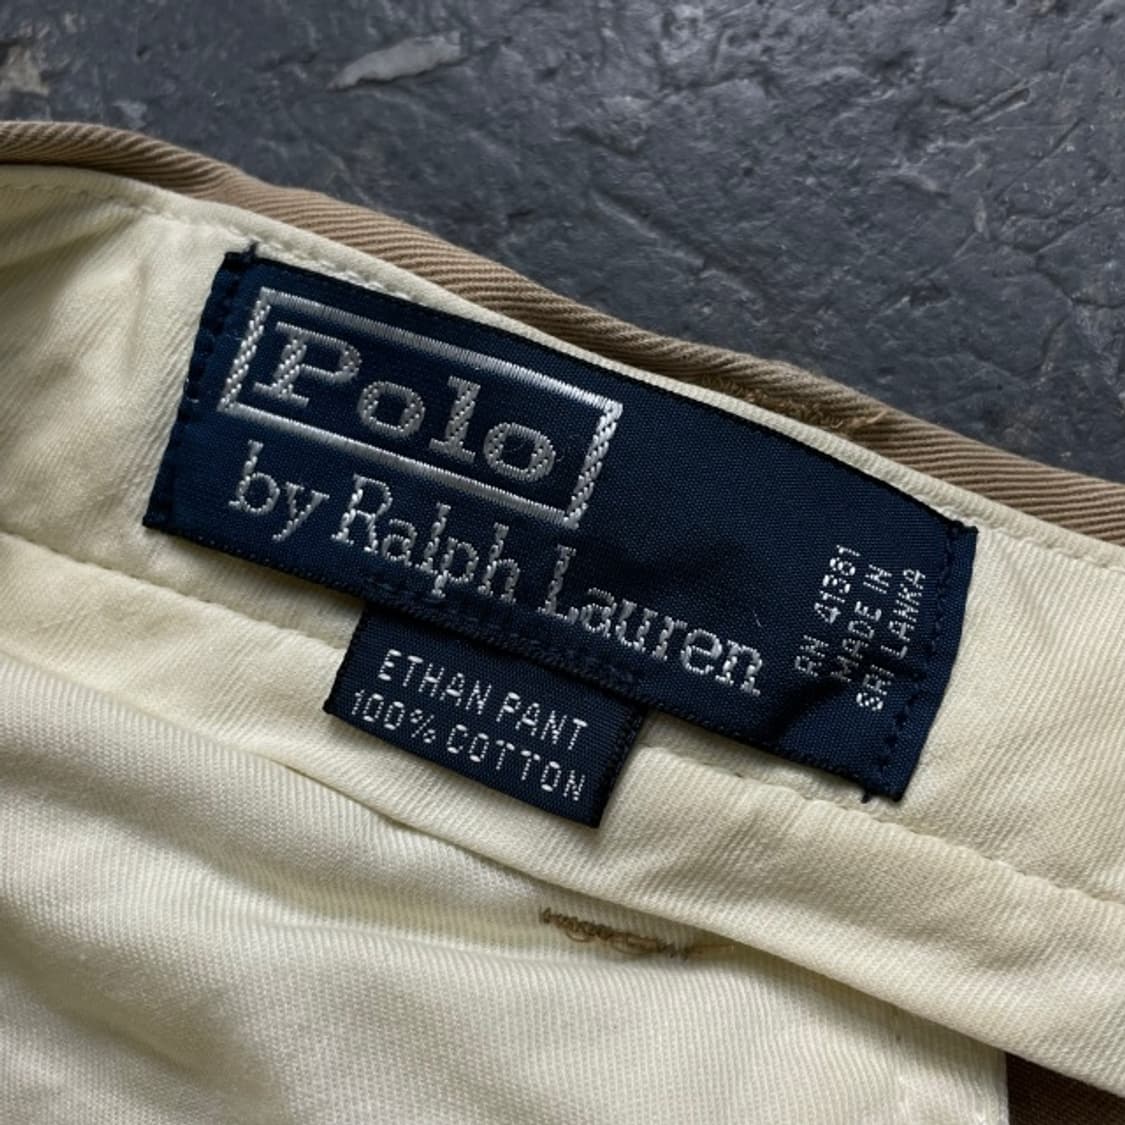 Polo
by Ralph Lauren
RN 41381
MADE IN
SRI LANKA
ETHAN PANT
100% COTTON